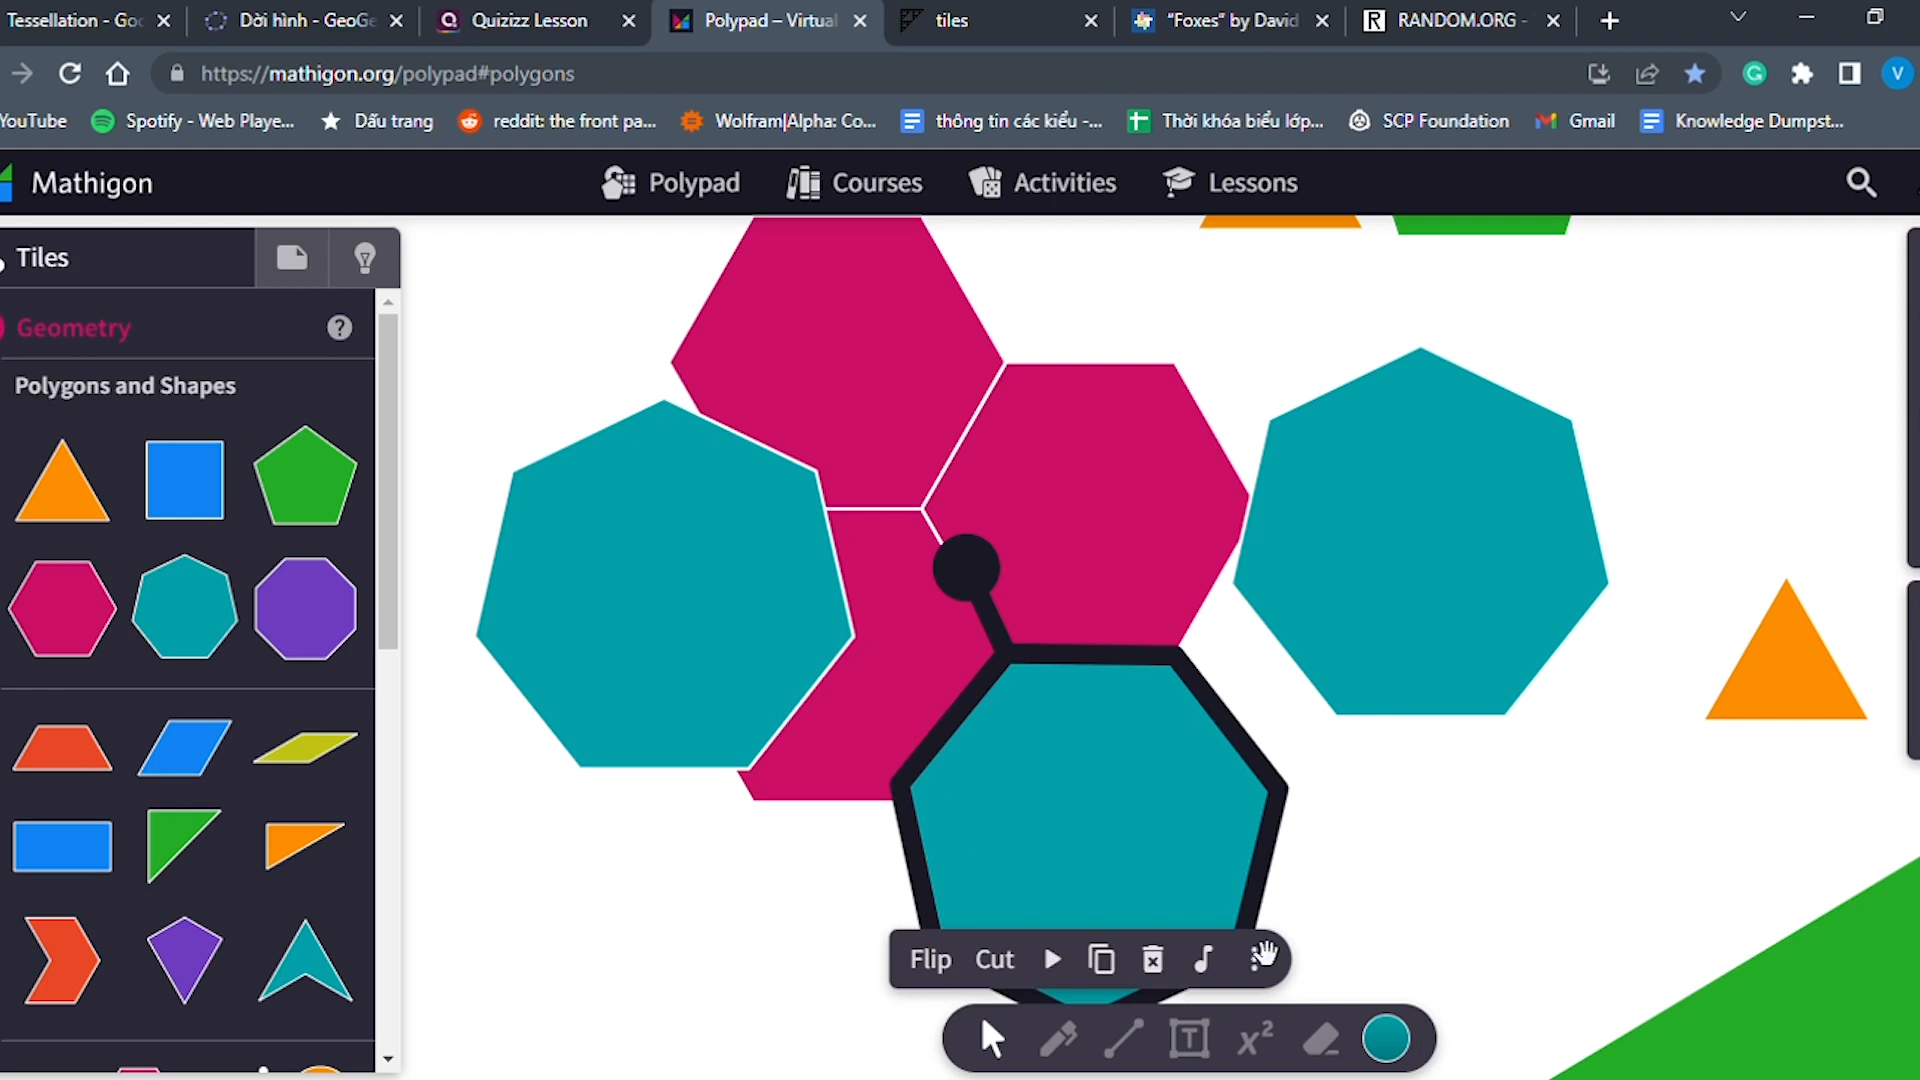 Tessellation - Goo
Dời hình - GeoGe
Quizizz Lesson
Polypad – Virtual
tiles
"Foxes" by David
RANDOM.ORG -
https://mathigon.org/polypad#polygons
V
YouTube
Spotify - Web Playe...
Dấu trang
reddit: the front pa...
Wolfram|Alpha: Co...
thông tin các kiểu -...
Thời khóa biểu lớp...
SCP Foundation
Gmail
Knowledge Dumpst...
Mathigon
Polypad
Courses
Activities
Lessons
Tiles
Geometry
Polygons and Shapes
Flip
Cut
T
x²